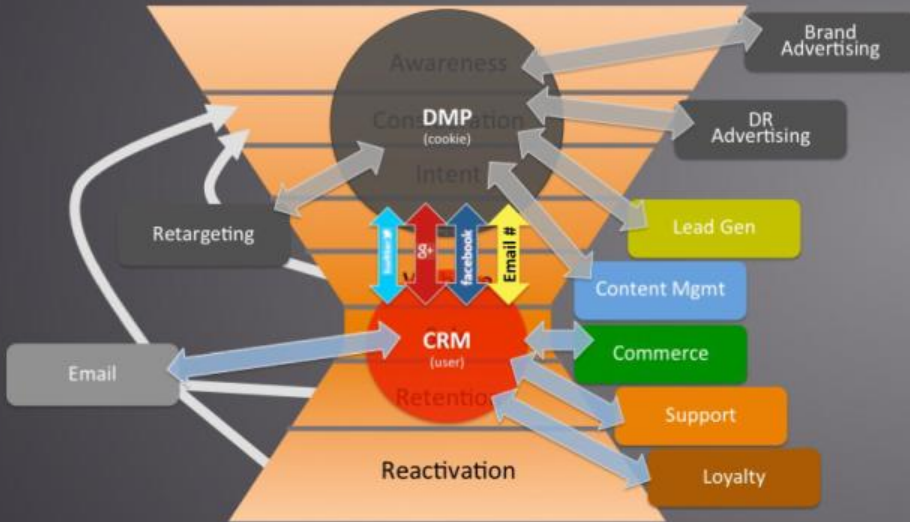 Brand
Advertising
Awareness
DMP
(cookie)
DR
Advertising
Intent
Retargeting
twitter
g+
facebook
Email #
Lead Gen
Content Mgmt
CRM
(user)
Commerce
Email
Retention
Support
Reactivation
Loyalty